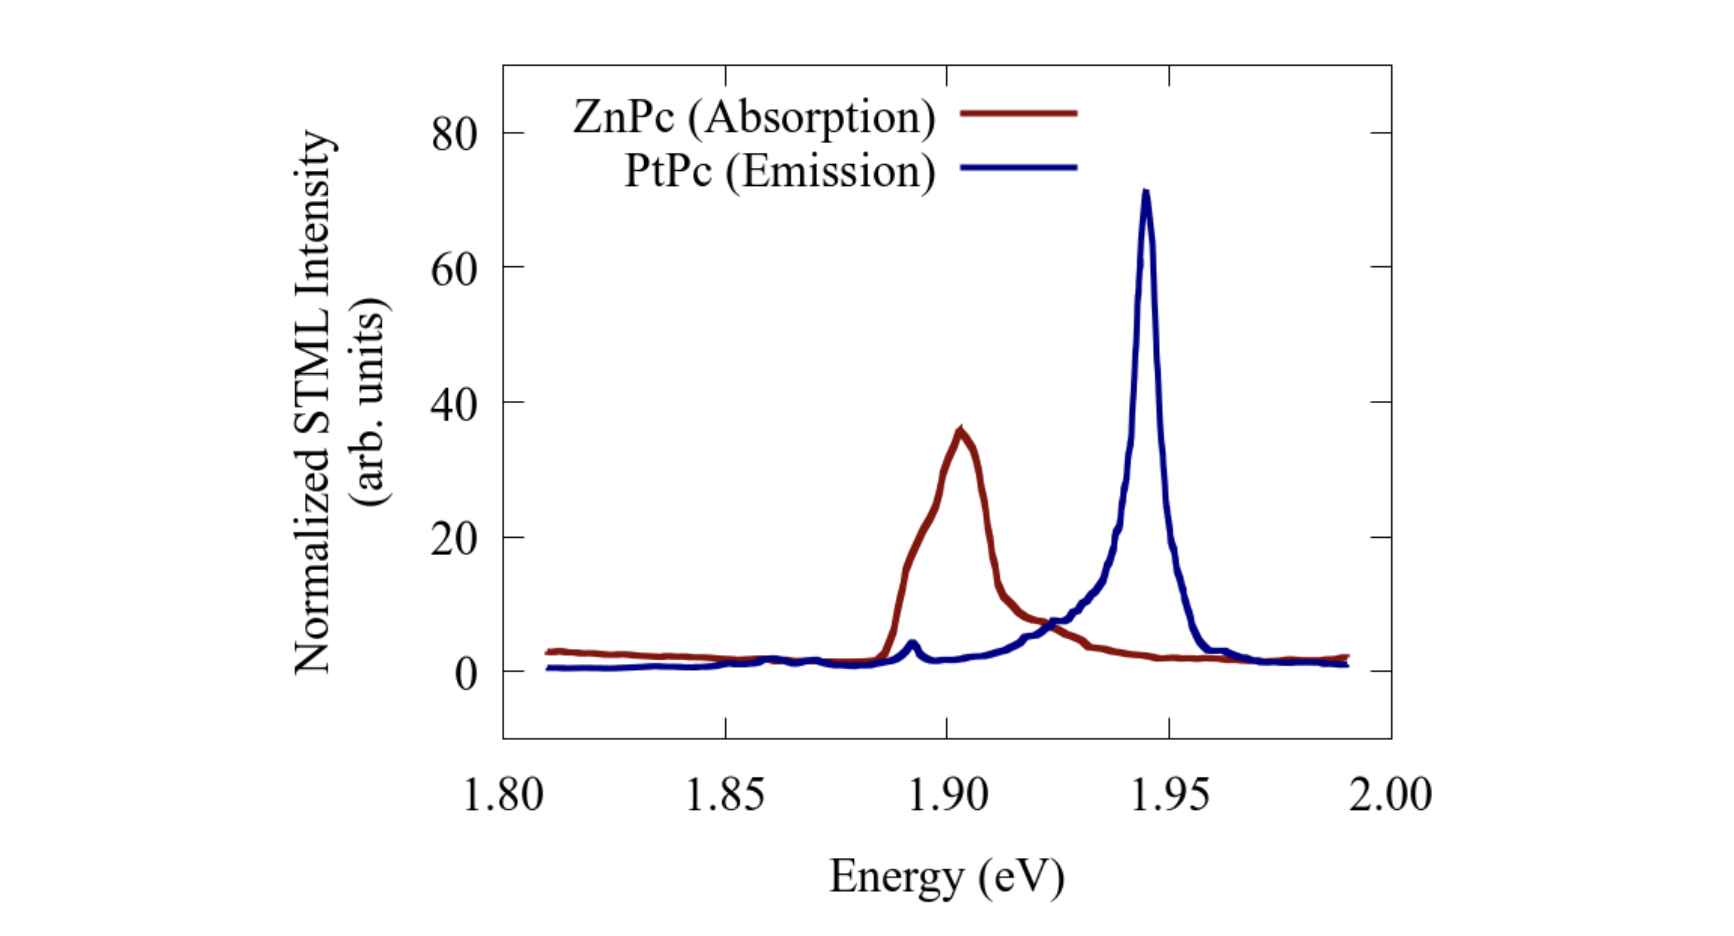 Normalized STML Intensity
(arb. units)
ZnPc (Absorption)
PtPc (Emission)
80
60
40
20
0
1.80
1.85
1.90
1.95
2.00
Energy (eV)